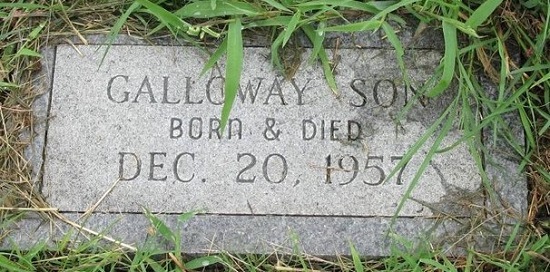 GALLOWAY SON
BORN & DIED
DEC. 20, 1957